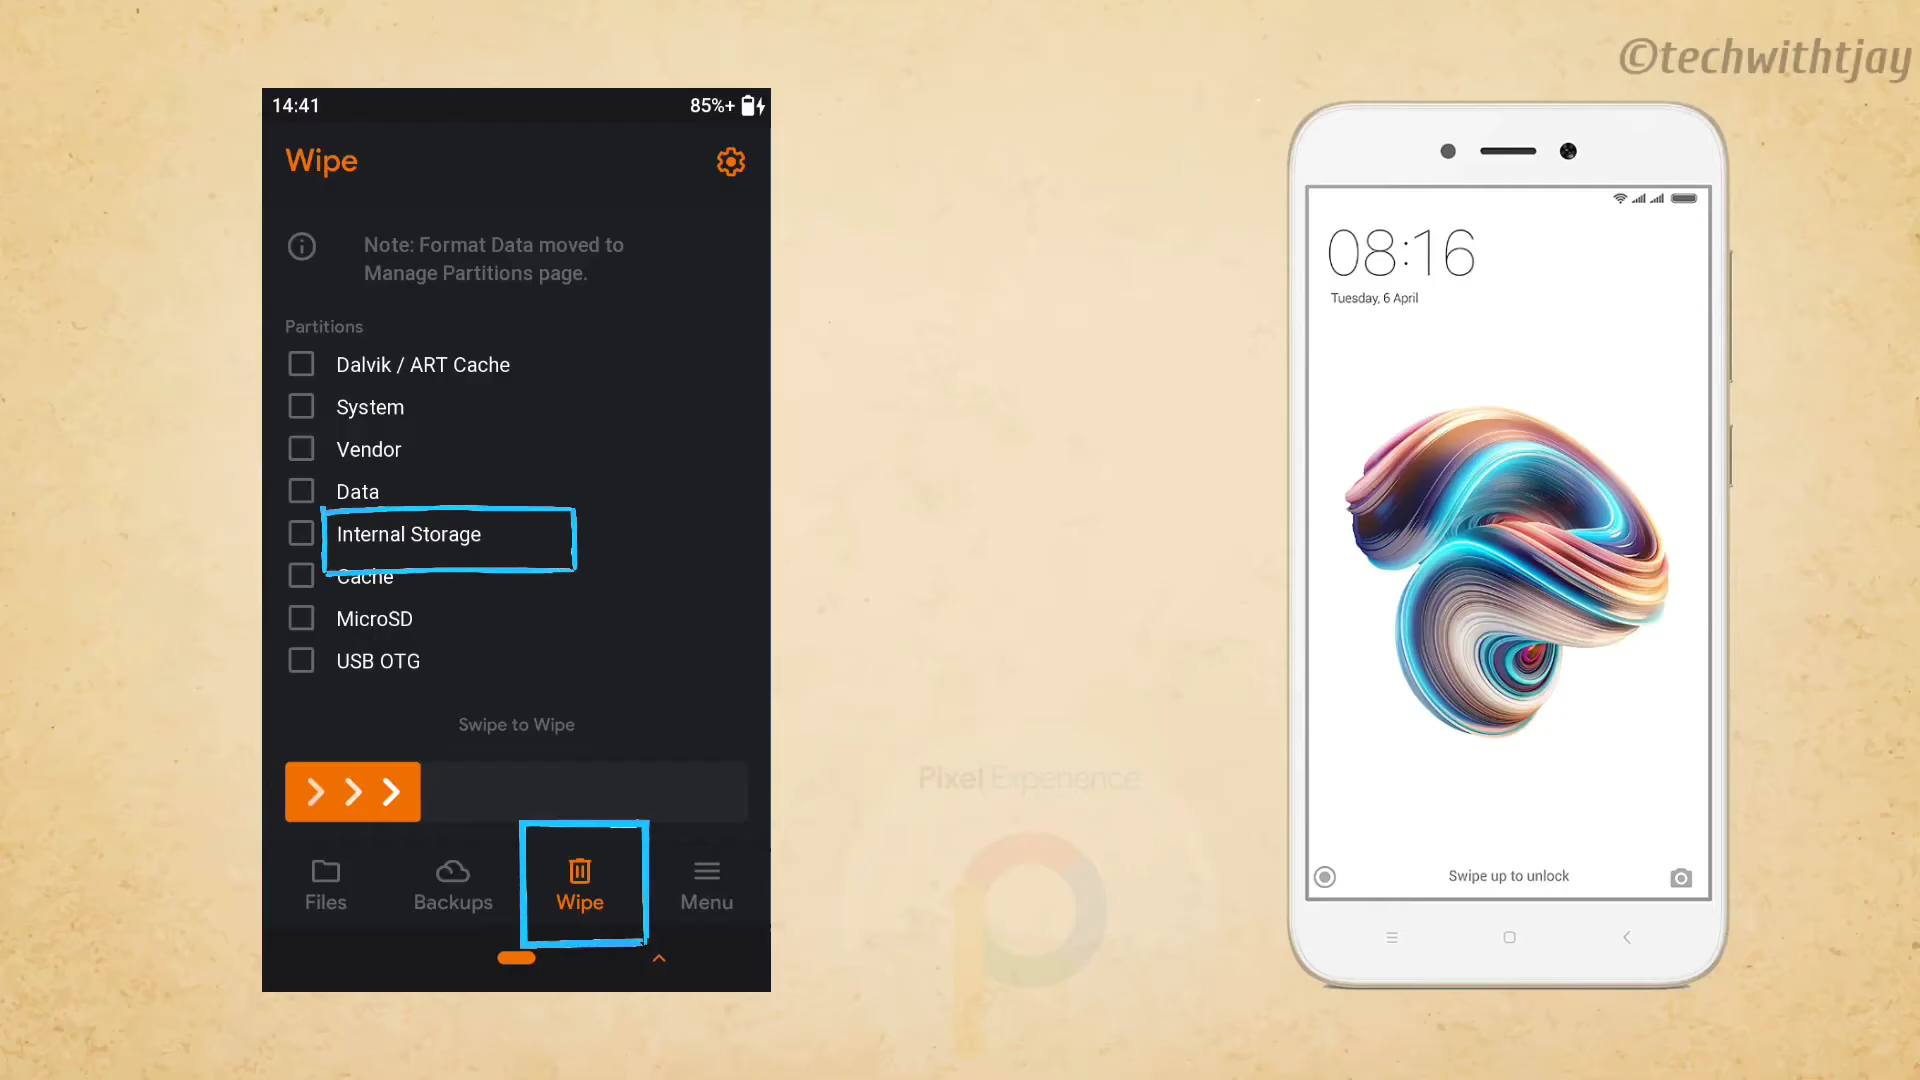 ©techwithtjay
14:41
85%+
Wipe
Note: Format Data moved to
Manage Partitions page.
Partitions
Dalvik / ART Cache
System
Vendor
Data
Internal Storage
Cache
MicroSD
USB OTG
Swipe to Wipe
Files
Backups
Wipe
Menu
Pixel Experience
08:16
Tuesday, 6 April
Swipe up to unlock